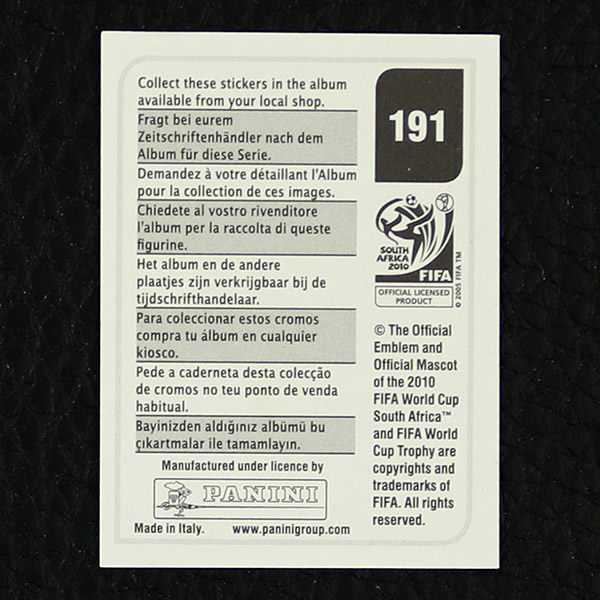 Collect these stickers in the album
available from your local shop.
Fragt bei eurem
Zeitschriftenhändler nach dem
Album für diese Serie.
Demandez à votre détaillant l'Album
pour la collection de ces images.
Chiedete al vostro rivenditore
l'album per la raccolta di queste
figurine.
Het album en de andere
plaatjes zijn verkrijgbaar bij de
tijdschrifthandelaar.
Para coleccionar estos cromos
compra tu álbum en cualquier
kiosco.
Pede a caderneta desta colecção
de cromos no teu ponto de venda
habitual.
Bayinizden aldığınız albümü bu
çıkartmalar ile tamamlayın.
Manufactured under licence by
PANINI
Made in Italy. www.paninigroup.com
191
SOUTH
AFRICA
2010
FIFA
OFFICIAL LICENSED
PRODUCT
© 2005 FIFA TM
© The Official
Emblem and
Official Mascot
of the 2010
FIFA World Cup
South Africa™
and FIFA World
Cup Trophy are
copyrights and
trademarks of
FIFA. All rights
reserved.